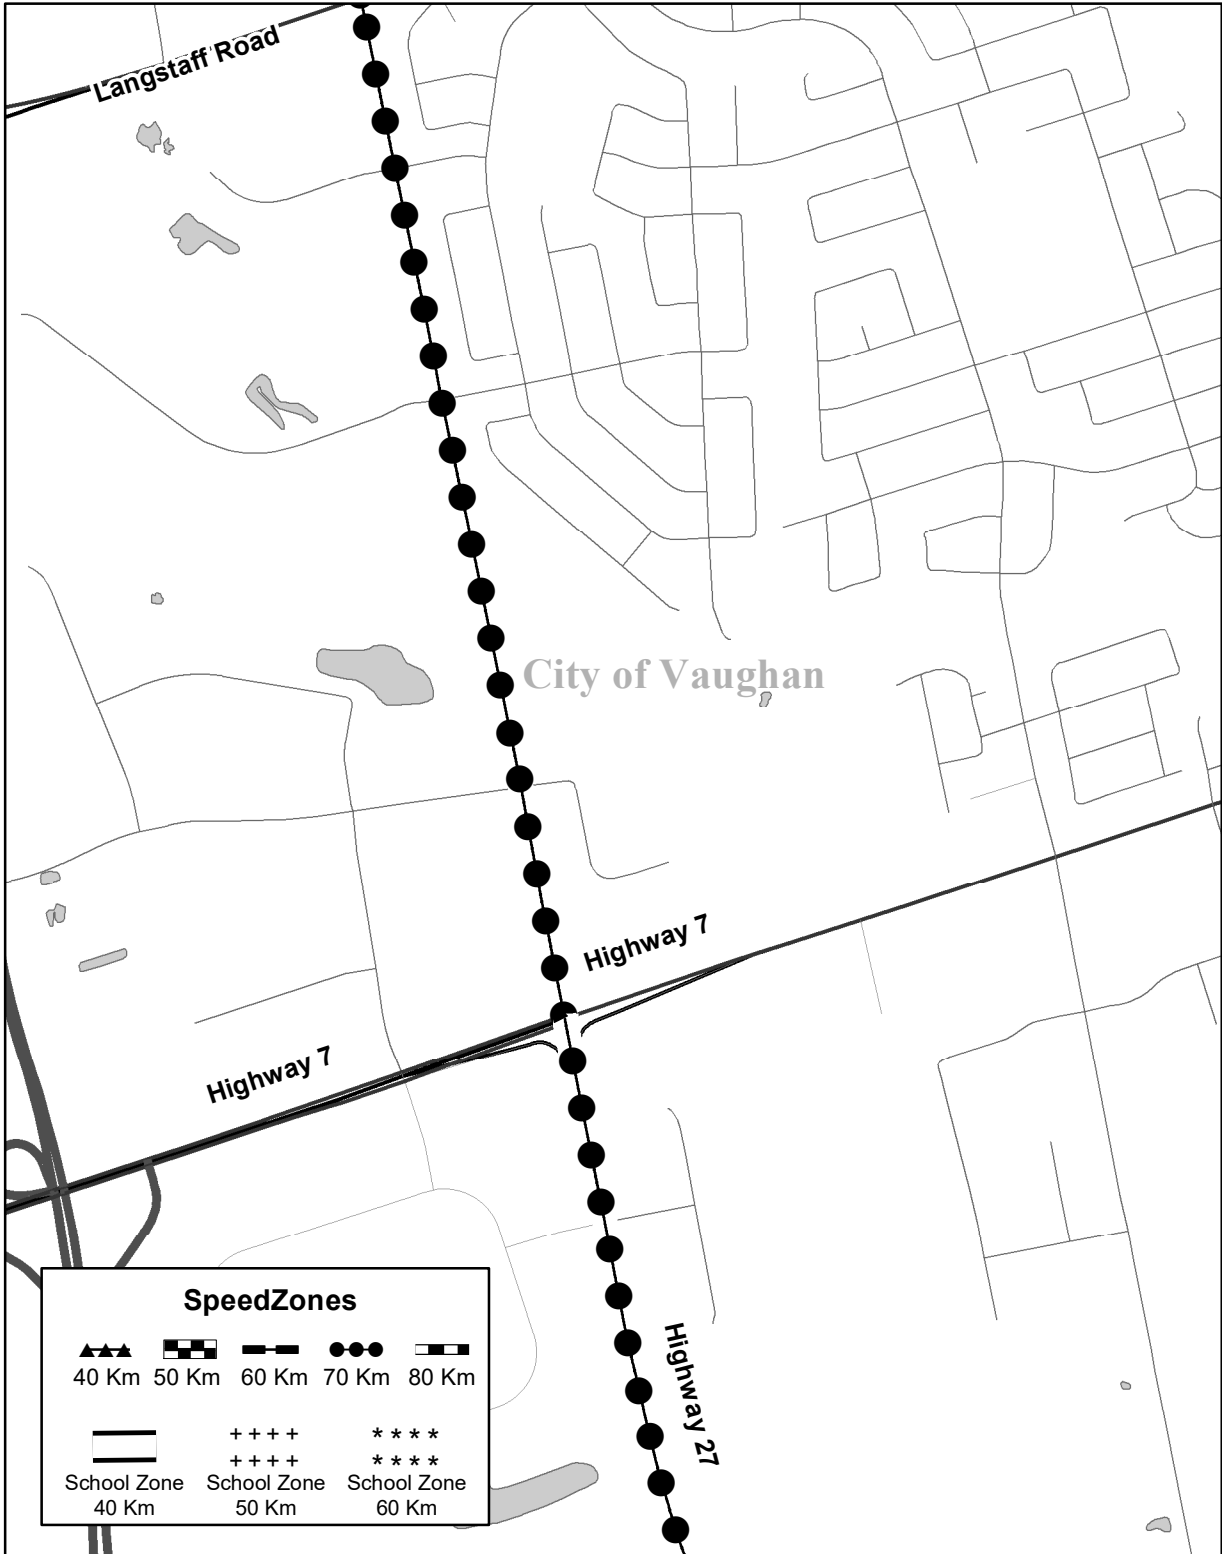 Langstaff Road
City of Vaughan
Highway 7
Highway 7
Highway 27
SpeedZones
40 Km 50 Km 60 Km 70 Km 80 Km
School Zone School Zone School Zone
40 Km 50 Km 60 Km